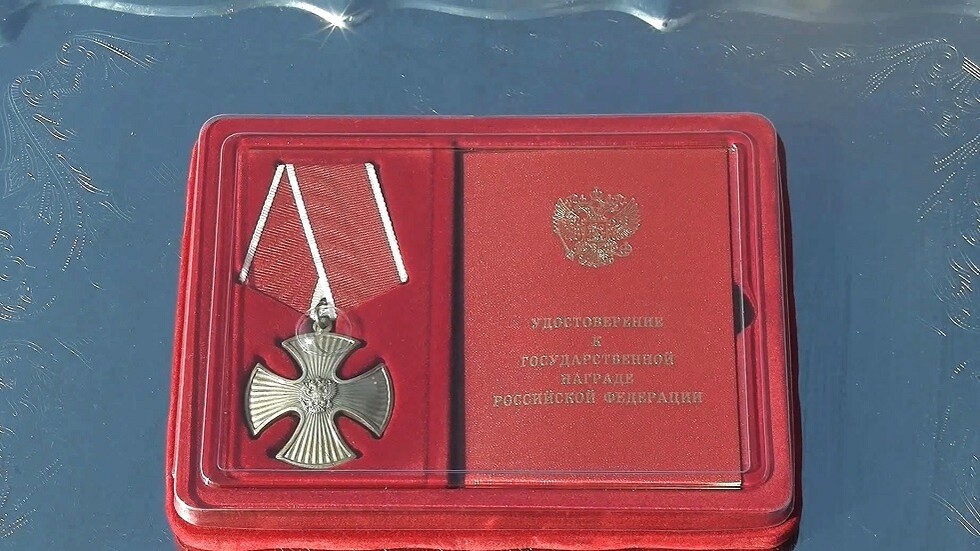 УДОСТОВЕРЕНИЕ
К
ГОСУДАРСТВЕННОЙ
НАГРАДЕ
РОССИЙСКОЙ ФЕДЕРАЦИИ